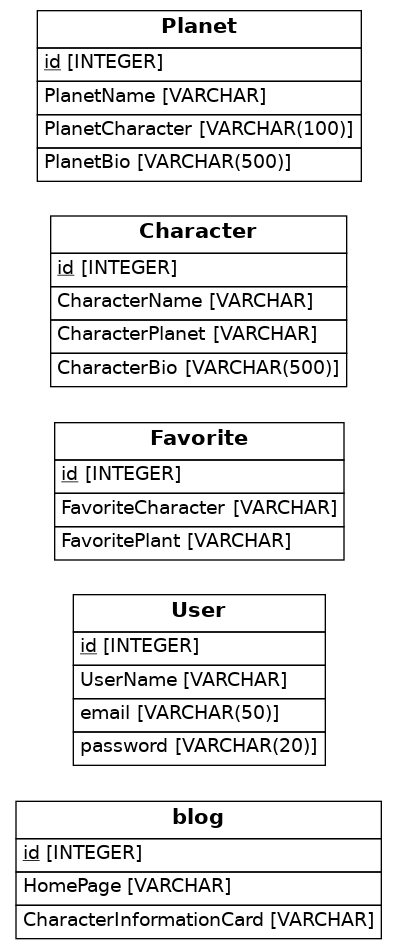 Planet
id [INTEGER]
PlanetName [VARCHAR]
PlanetCharacter [VARCHAR(100)]
PlanetBio [VARCHAR(500)]
Character
id [INTEGER]
CharacterName [VARCHAR]
CharacterPlanet [VARCHAR]
CharacterBio [VARCHAR(500)]
Favorite
id [INTEGER]
FavoriteCharacter [VARCHAR]
FavoritePlant [VARCHAR]
User
id [INTEGER]
UserName [VARCHAR]
email [VARCHAR(50)]
password [VARCHAR(20)]
blog
id [INTEGER]
HomePage [VARCHAR]
CharacterInformationCard [VARCHAR]